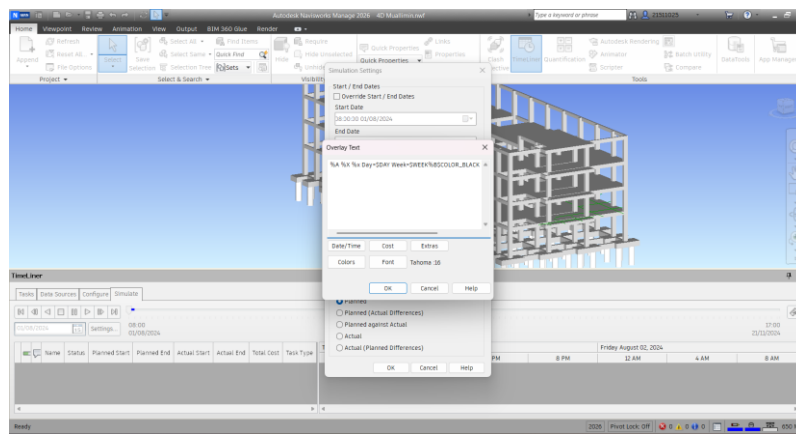 Autodesk Navisworks Manage 2026 4D Muallimin.nwf
Type a keyword or phrase
21501025
Home Viewpoint Review Animation View Output BIM 360 Glue Render
Append
Refresh
Reset All...
File Options
Project
Select
Save Selection
Select All
Select Same
Selection Tree
Find Items
Quick Find
Sets
Select & Search
Hide
Require
Hide Unselected
Visibility
Links
Quick Properties
Properties
TimeLiner
Quantification
Autodesk Rendering
Animator
Scripter
Batch Utility
Compare
Tools
DataTools
App Manager
Simulation Settings
Start / End Dates
Override Start / End Dates
Start Date
08:00:00 01/08/2024
End Date
Overlay Text
%A %X %x Day=$DAY Week=$WEEK%B$COLOR_BLACK
Date/Time Cost Extras
Colors Font Tahoma 16
OK Cancel Help
Planned
Planned (Actual Differences)
Planned against Actual
Actual
Actual (Planned Differences)
OK Cancel Help
TimeLiner
Tasks Data Sources Configure Simulate
01/08/2024
Settings...
08:00
01/08/2024
17:00
21/11/2024
Name Status Planned Start Planned End Actual Start Actual End Total Cost Task Type
Friday August 02, 2024
PM 8 PM 12 AM 4 AM 8 AM
Ready
2026 Pivot Lock: Off 0 0 0